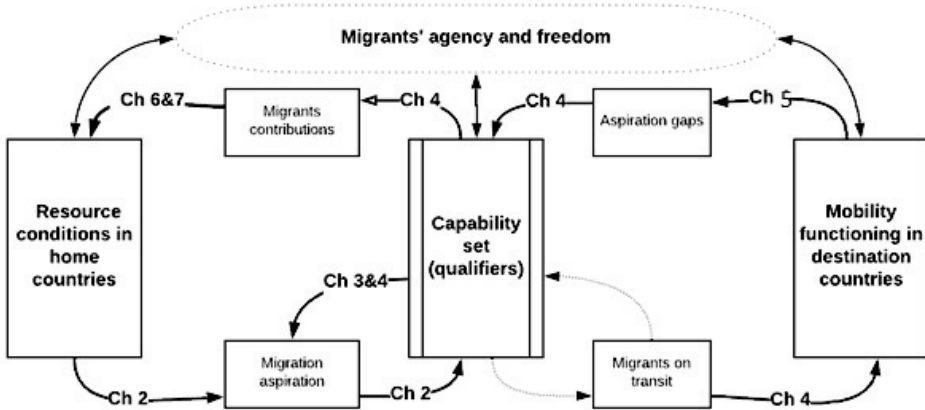 Migrants' agency and freedom
Ch 6&7
Migrants
contributions
Ch 4
Ch 4
Aspiration gaps
Ch 5
Resource
conditions in
home
countries
Capability
set
(qualifiers)
Mobility
functioning in
destination
countries
Ch 3&4
Migration
aspiration
Migrants on
transit
Ch 2
Ch 2
Ch 4